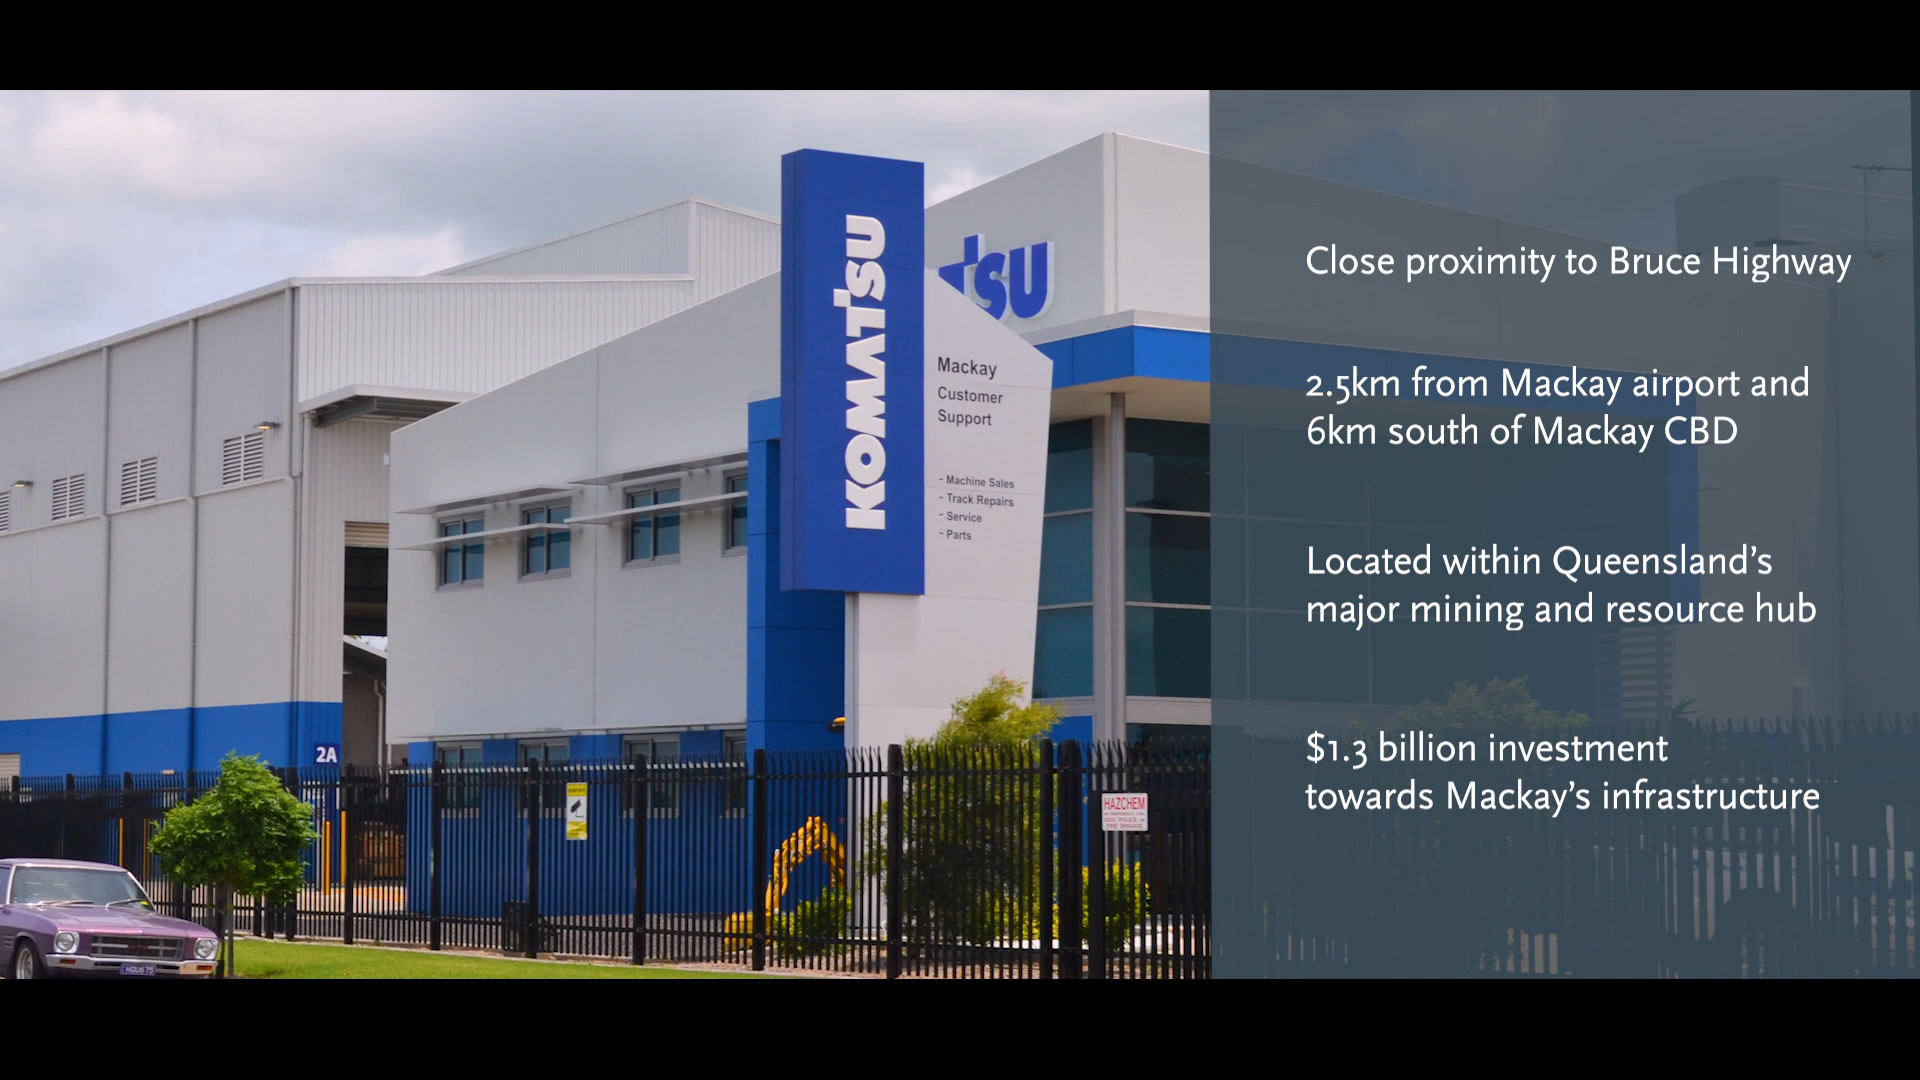 KOMATSU
TSU
Mackay
Customer
Support
- Machine Sales
- Track Repairs
- Service
- Parts
2A
HAZCHEM
Close proximity to Bruce Highway
2.5km from Mackay airport and
6km south of Mackay CBD
Located within Queensland’s
major mining and resource hub
$1.3 billion investment
towards Mackay’s infrastructure